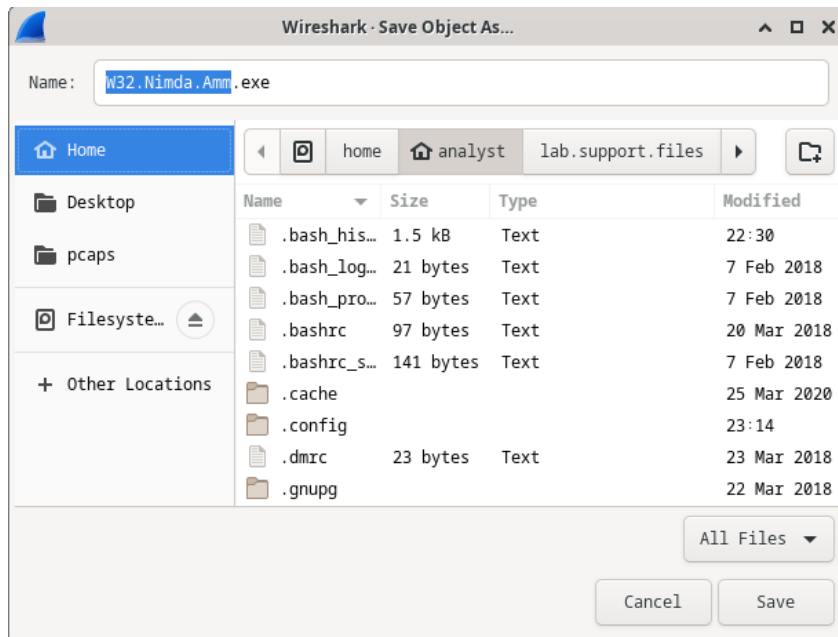 Wireshark · Save Object As...
Name: W32.Nimda.Amm.exe
Home
Desktop
pcaps
Filesyste...
+ Other Locations
home analyst lab.support.files
Name Size Type Modified
.bash_his... 1.5 kB Text 22:30
.bash_log... 21 bytes Text 7 Feb 2018
.bash_pro... 57 bytes Text 7 Feb 2018
.bashrc 97 bytes Text 20 Mar 2018
.bashrc_s... 141 bytes Text 7 Feb 2018
.cache 25 Mar 2020
.config 23:14
.dmrc 23 bytes Text 23 Mar 2018
.gnupg 22 Mar 2018
All Files
Cancel Save